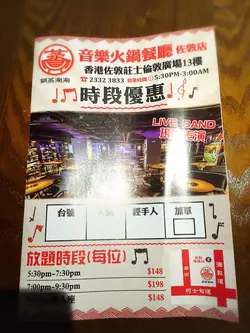 音樂火鍋餐廳 佐敦店
香港佐敦莊士倫敦廣場13樓
☎2332 3833 5:30PM-3:00AM
時段優惠
LIVE BAND
台號 經手人 加單
放題時段(每位)
5:30pm-7:30pm $148
7:00pm-9:30pm $198
入座 $148